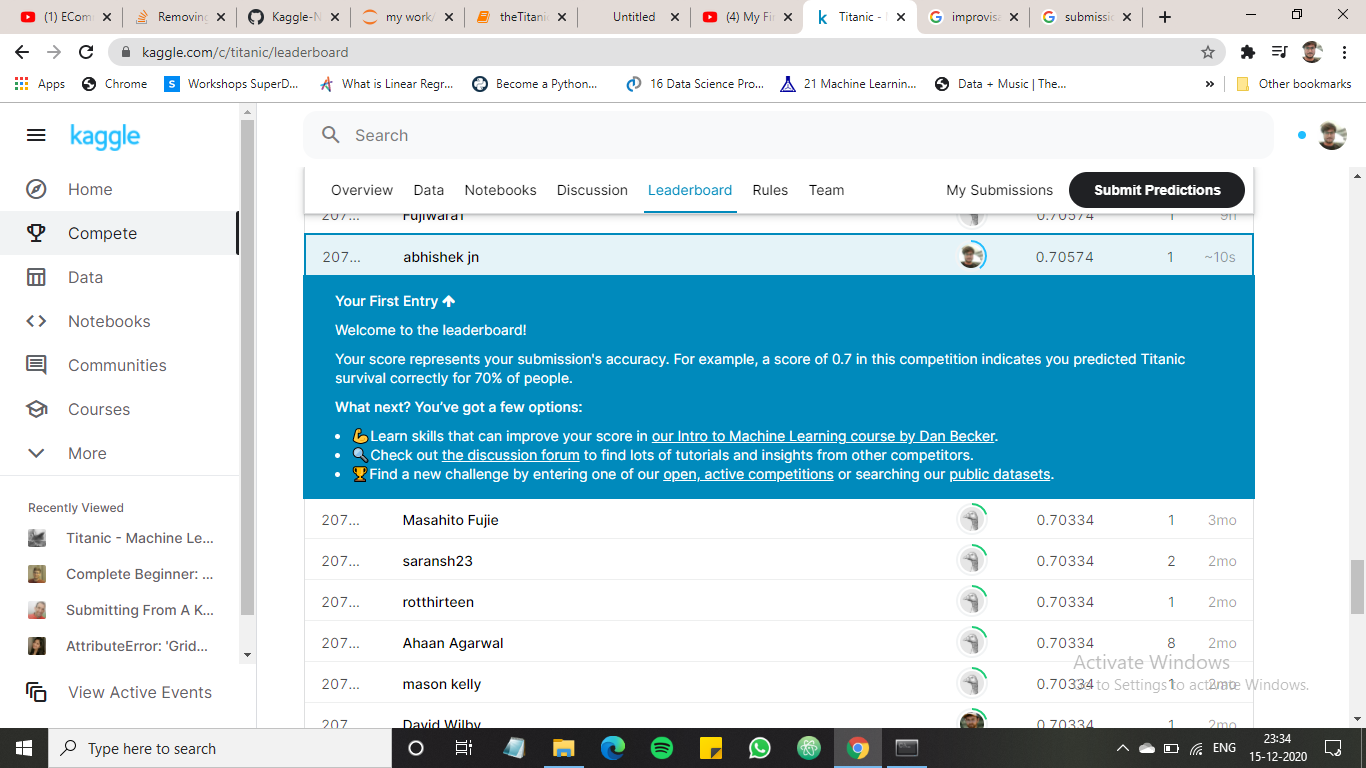 (1) ECom
Removing
Kaggle-N
my work/
theTitani
Untitled
(4) My Fi
Titanic -
improvisa
submissio
kaggle.com/c/titanic/leaderboard
Apps
Chrome
Workshops SuperD...
What is Linear Regr...
Become a Python...
16 Data Science Pro...
21 Machine Learnin...
Data + Music | The...
»
Other bookmarks
kaggle
Search
Home
Compete
Data
Notebooks
Communities
Courses
More
Recently Viewed
Titanic - Machine Le...
Complete Beginner: ...
Submitting From A K...
AttributeError: 'Grid...
View Active Events
Overview Data Notebooks Discussion Leaderboard Rules Team My Submissions Submit Predictions
207... Fujiwara1 0.70574 1 9h
207... abhishek jn 0.70574 1 ~10s
Your First Entry ↑
Welcome to the leaderboard!
Your score represents your submission's accuracy. For example, a score of 0.7 in this competition indicates you predicted Titanic
survival correctly for 70% of people.
What next? You've got a few options:
• 💪Learn skills that can improve your score in our Intro to Machine Learning course by Dan Becker.
• 🔍Check out the discussion forum to find lots of tutorials and insights from other competitors.
• 🏆Find a new challenge by entering one of our open, active competitions or searching our public datasets.
207... Masahito Fujie 0.70334 1 3mo
207... saransh23 0.70334 2 2mo
207... rotthirteen 0.70334 1 2mo
207... Ahaan Agarwal 0.70334 8 2mo
207... mason kelly 0.70334 1 2mo
207... David Wilby 0.70334 1 2mo
Activate Windows
Go to Settings to activate Windows.
Type here to search
ENG
23:34
15-12-2020